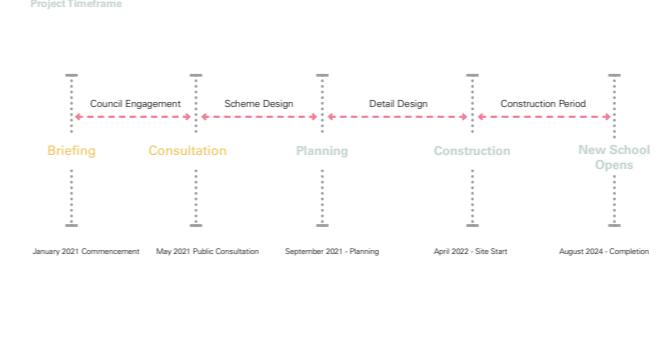 Project Timeframe
Council Engagement
Scheme Design
Detail Design
Construction Period
Briefing
Consultation
Planning
Construction
New School
Opens
January 2021 Commencement
May 2021 Public Consultation
September 2021 - Planning
April 2022 - Site Start
August 2024 - Completion